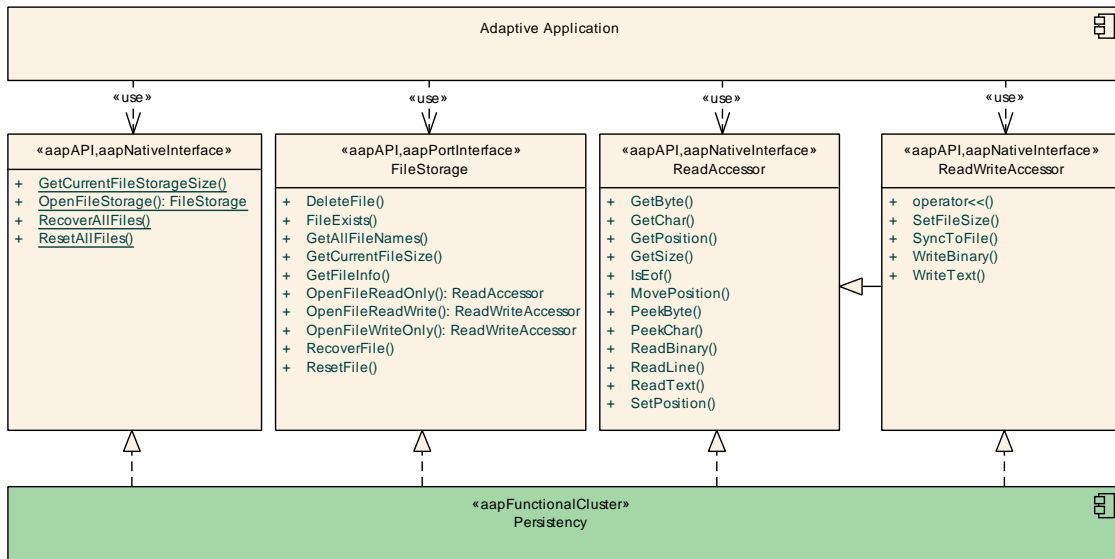 Adaptive Application
«use»
«use»
«use»
«use»
«aapAPI,aapNativeInterface»
+ GetCurrentFileStorageSize()
+ OpenFileStorage(): FileStorage
+ RecoverAllFiles()
+ ResetAllFiles()
«aapAPI,aapPortInterface»
FileStorage
+ DeleteFile()
+ FileExists()
+ GetAllFileNames()
+ GetCurrentFileSize()
+ GetFileInfo()
+ OpenFileReadOnly(): ReadAccessor
+ OpenFileReadWrite(): ReadWriteAccessor
+ OpenFileWriteOnly(): ReadWriteAccessor
+ RecoverFile()
+ ResetFile()
«aapAPI,aapNativeInterface»
ReadAccessor
+ GetByte()
+ GetChar()
+ GetPosition()
+ GetSize()
+ IsEof()
+ MovePosition()
+ PeekByte()
+ PeekChar()
+ ReadBinary()
+ ReadLine()
+ ReadText()
+ SetPosition()
«aapAPI,aapNativeInterface»
ReadWriteAccessor
+ operator<<()
+ SetFileSize()
+ SyncToFile()
+ WriteBinary()
+ WriteText()
«aapFunctionalCluster»
Persistency